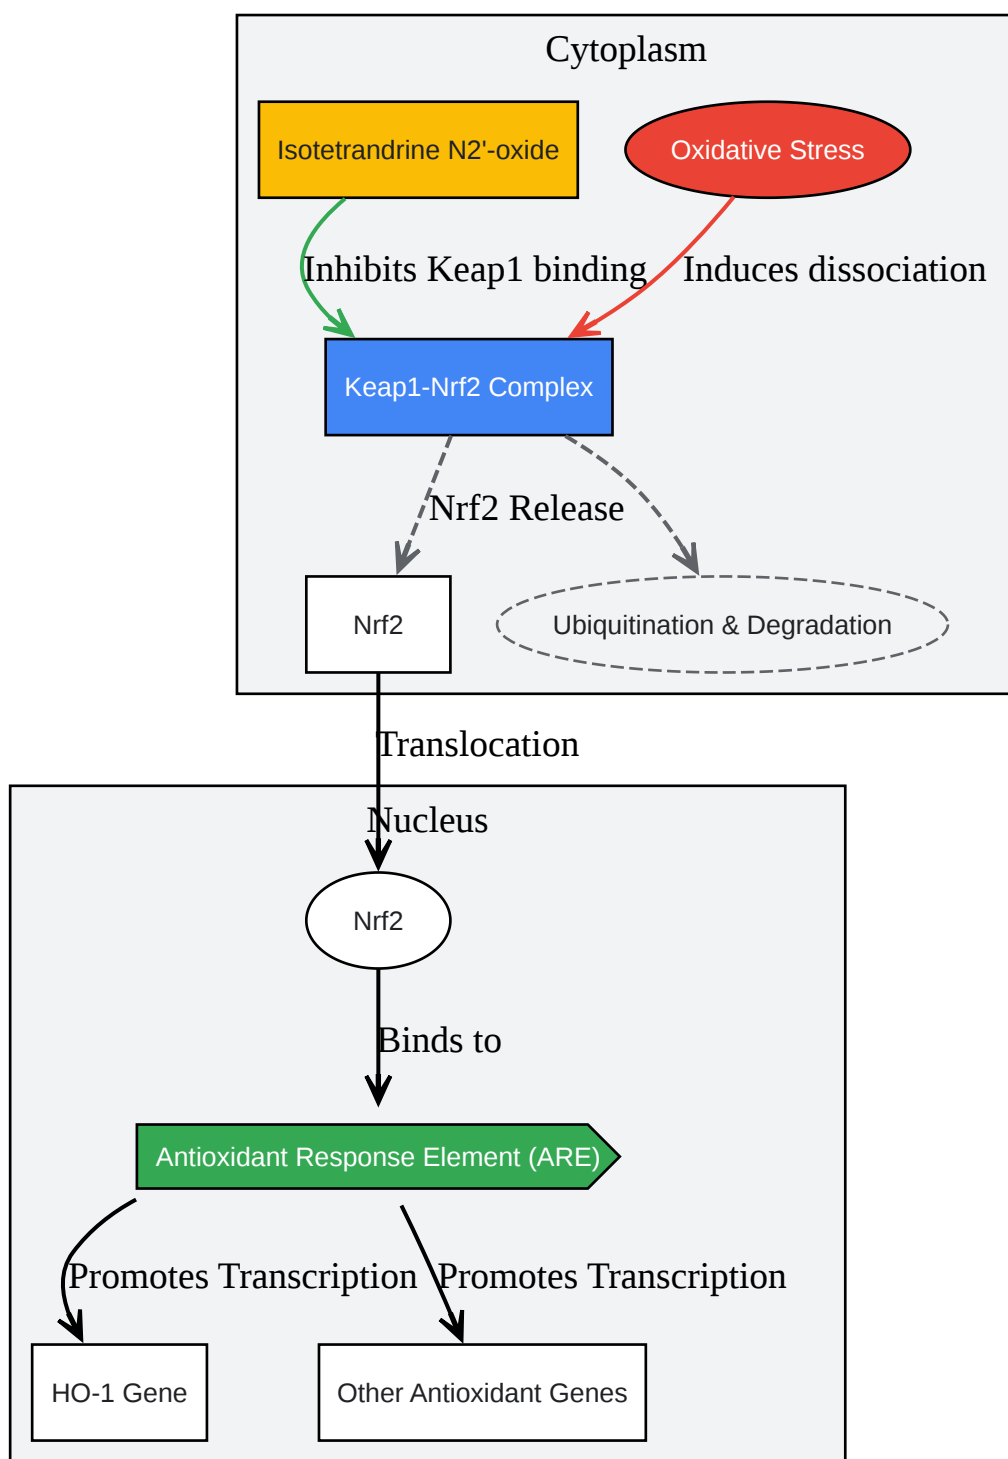 Cytoplasm
Isotetrandrine N2'-oxide
Oxidative Stress
Inhibits Keap1 binding
Induces dissociation
Keap1-Nrf2 Complex
Nrf2 Release
Nrf2
Ubiquitination & Degradation
Translocation
Nucleus
Nrf2
Binds to
Antioxidant Response Element (ARE)
Promotes Transcription
Promotes Transcription
HO-1 Gene
Other Antioxidant Genes